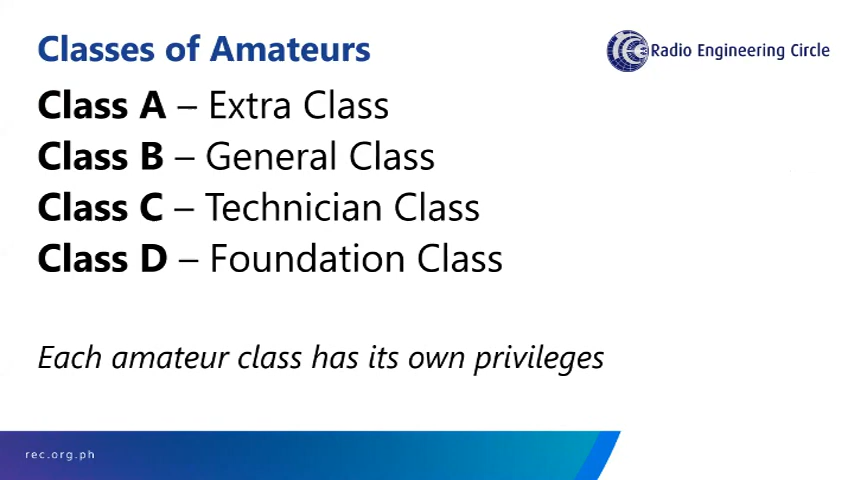 Classes of Amateurs
Radio Engineering Circle
Class A – Extra Class
Class B – General Class
Class C – Technician Class
Class D – Foundation Class
Each amateur class has its own privileges
rec.org.ph